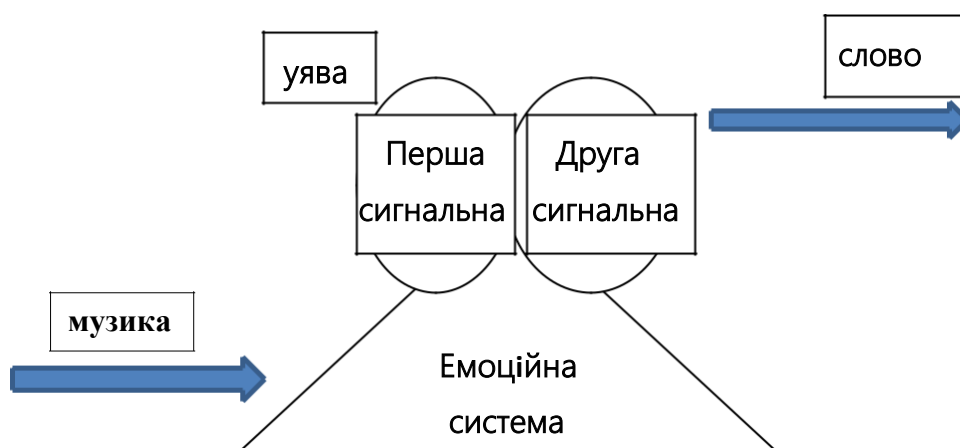 слово
уява
Перша
сигнальна
Друга
сигнальна
музика
Емоційна
система